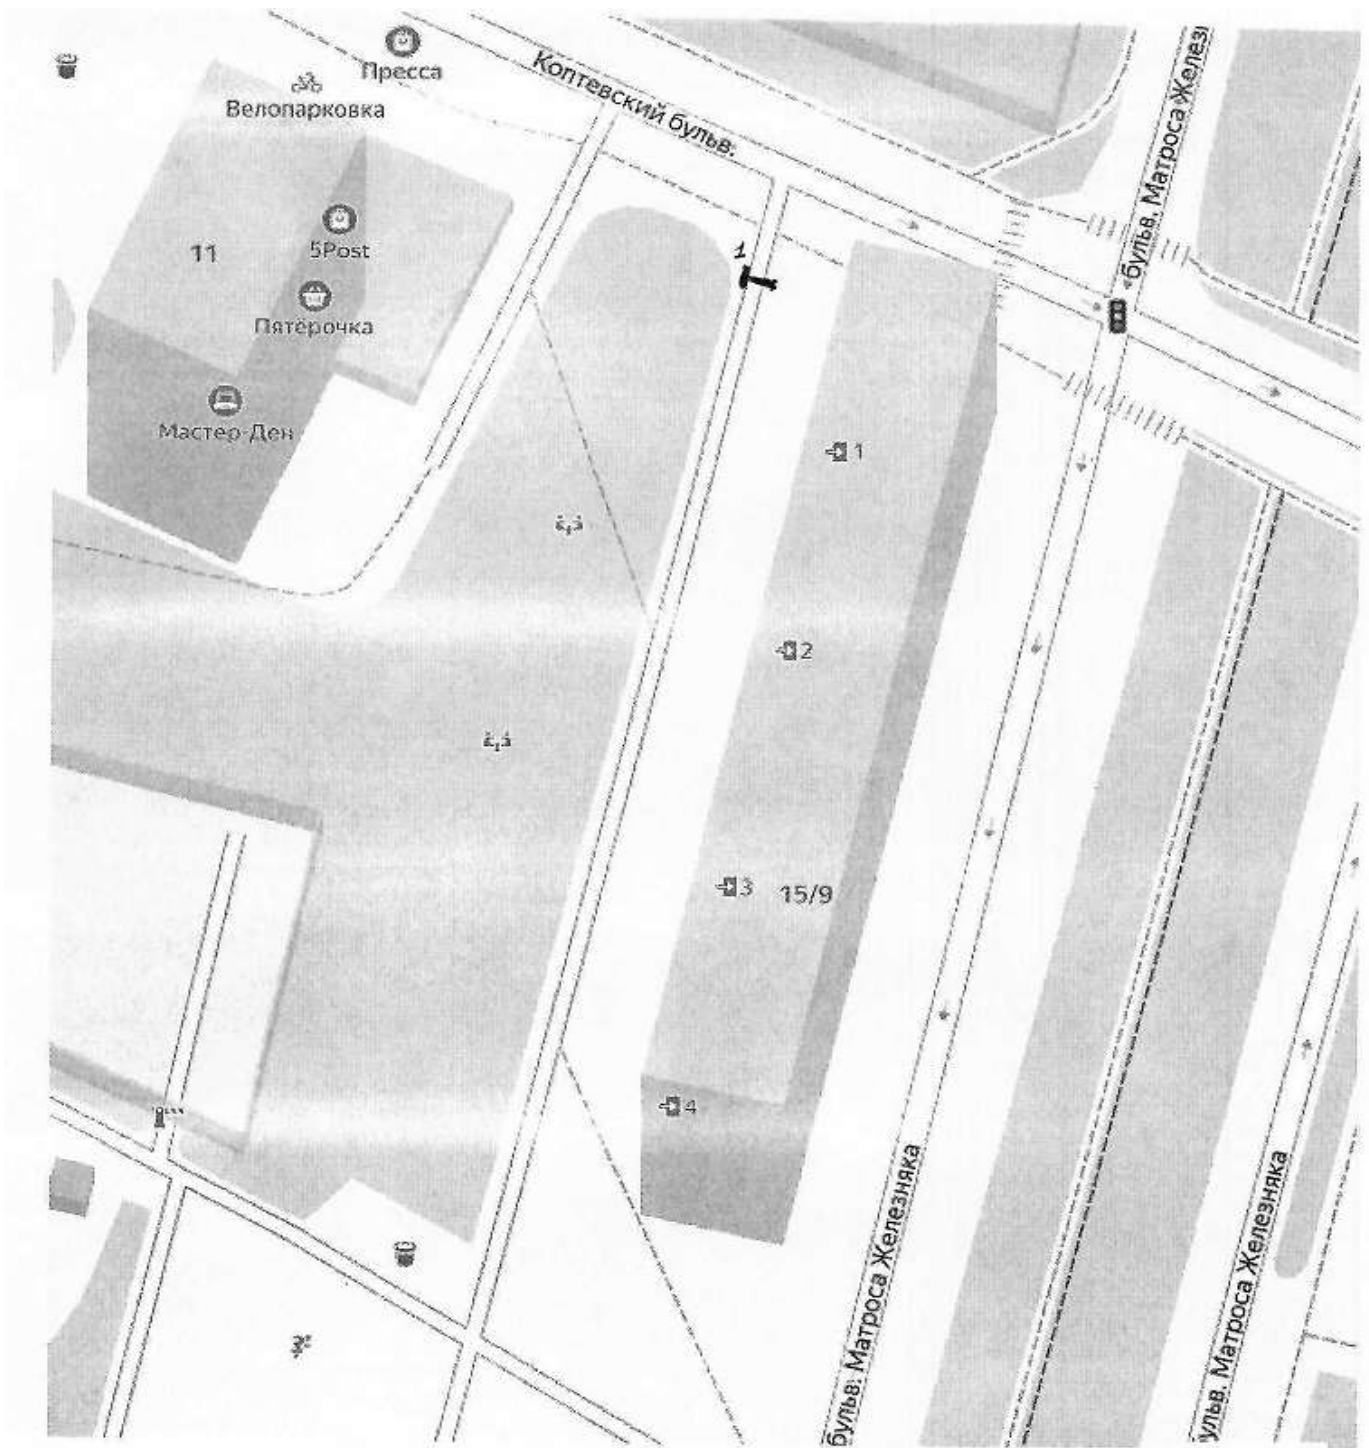 Пресса
Велопарковка
Коптевский бульв.
бульв. Матроса Желез
5Post
11
Пятёрочка
Мастер-Ден
1
1
2
3
15/9
4
бульв. Матроса Железняка
ульв. Матроса Железняка